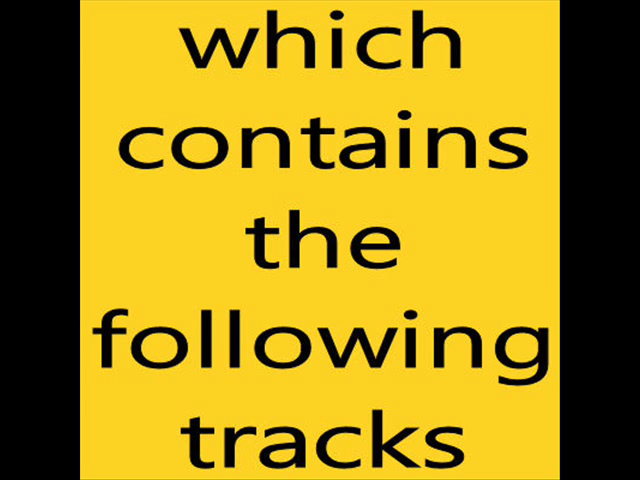 which
contains
the
following
tracks